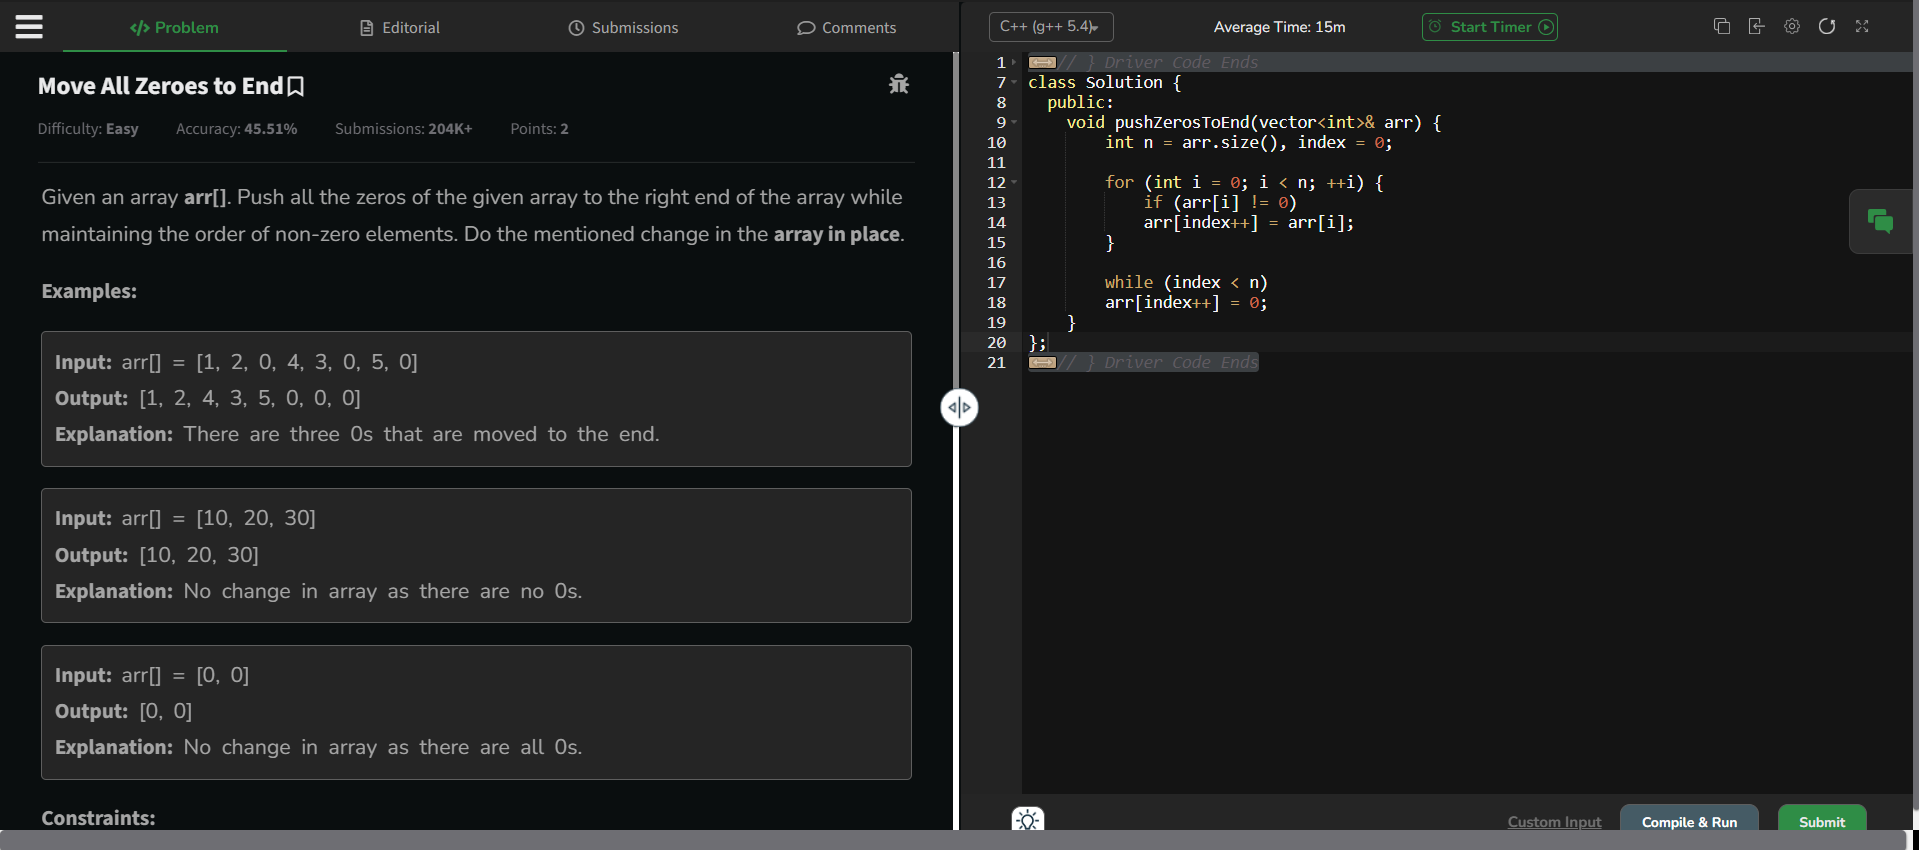 </> Problem
Editorial
Submissions
Comments
Move All Zeroes to End
Difficulty: Easy Accuracy: 45.51% Submissions: 204K+ Points: 2
Given an array arr[]. Push all the zeros of the given array to the right end of the array while
maintaining the order of non-zero elements. Do the mentioned change in the array in place.
Examples:
Input: arr[] = [1, 2, 0, 4, 3, 0, 5, 0]
Output: [1, 2, 4, 3, 5, 0, 0, 0]
Explanation: There are three 0s that are moved to the end.
Input: arr[] = [10, 20, 30]
Output: [10, 20, 30]
Explanation: No change in array as there are no 0s.
Input: arr[] = [0, 0]
Output: [0, 0]
Explanation: No change in array as there are all 0s.
Constraints:
C++ (g++ 5.4)
Average Time: 15m
Start Timer
1 // } Driver Code Ends
7 class Solution {
8 public:
9 void pushZerosToEnd(vector<int>& arr) {
10 int n = arr.size(), index = 0;
11
12 for (int i = 0; i < n; ++i) {
13 if (arr[i] != 0)
14 arr[index++] = arr[i];
15 }
16
17 while (index < n)
18 arr[index++] = 0;
19 }
20 };
21 // } Driver Code Ends
Custom Input
Compile & Run
Submit